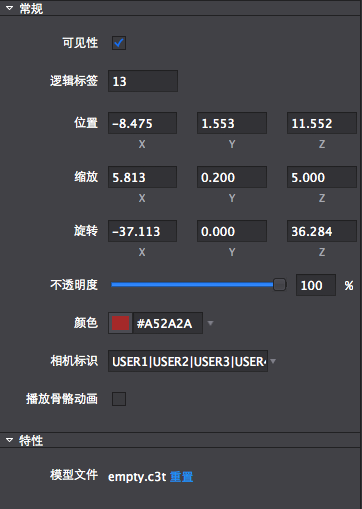 常规
可见性
逻辑标签 13
位置 -8.475 1.553 11.552
X Y Z
缩放 5.813 0.200 5.000
X Y Z
旋转 -37.113 0.000 36.284
X Y Z
不透明度 100 %
颜色 #A52A2A
相机标识 USER1|USER2|USER3|USER4
播放骨骼动画
特性
模型文件 empty.c3t 重置